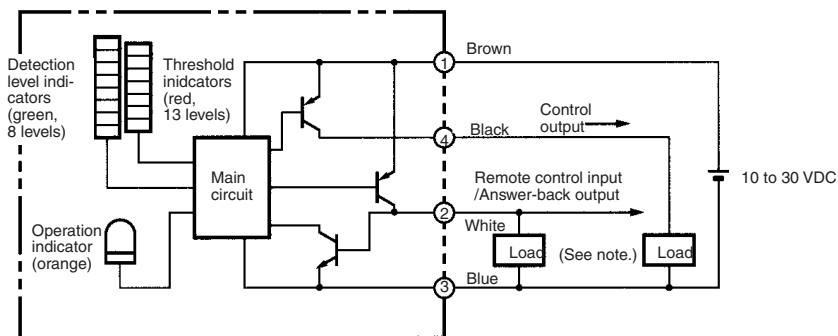 Detection
level indi-
cators
(green,
8 levels)
Threshold
inidcators
(red,
13 levels)
Main
circuit
Operation
indicator
(orange)
1
Brown
4
Black
Control
output
2
White
Remote control input
/Answer-back output
Load
(See note.)
Load
3
Blue
10 to 30 VDC